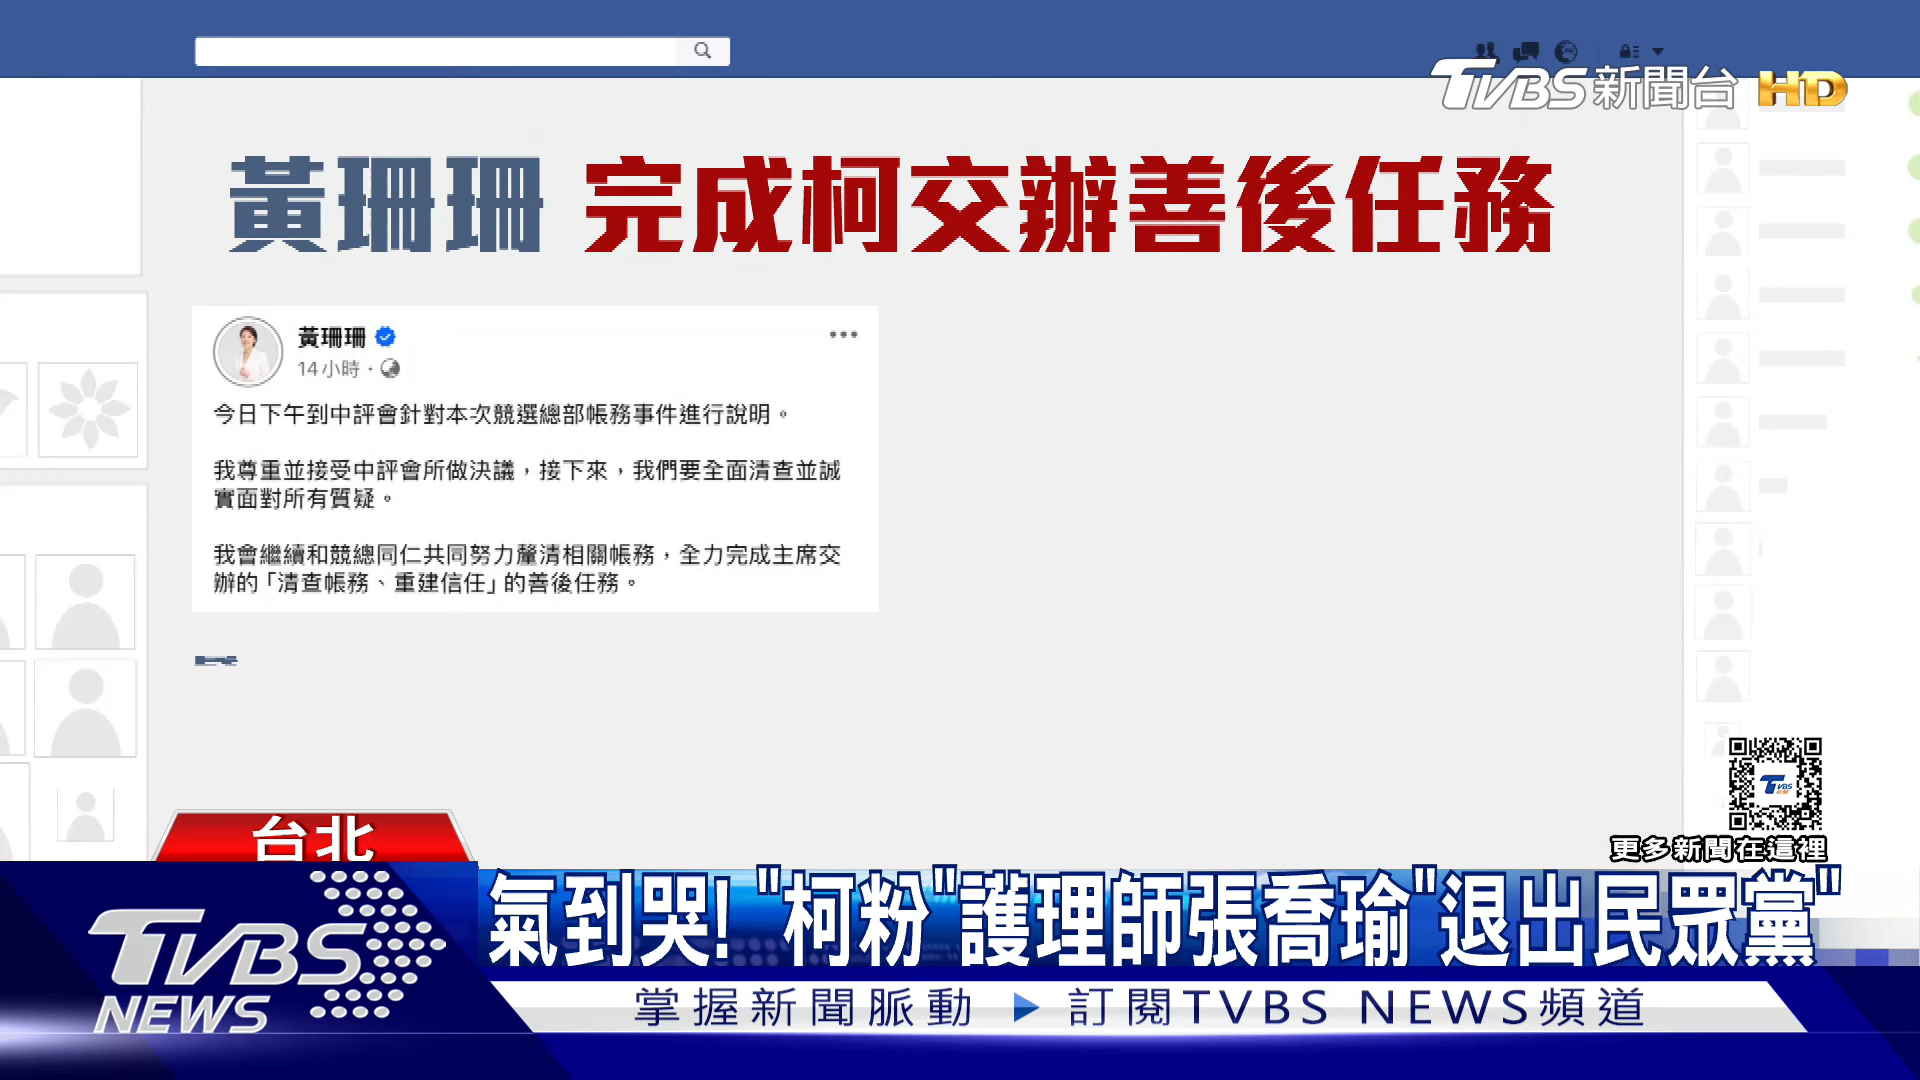 TVBS新聞台 HD
黃珊珊 完成柯交辦善後任務
黃珊珊
14 小時 ·
今日下午到中評會針對本次競選總部帳務事件進行說明。
我尊重並接受中評會所做決議，接下來，我們要全面清查並誠
實面對所有質疑。
我會繼續和競總同仁共同努力釐清相關帳務，全力完成主席交
辦的「清查帳務、重建信任」的善後任務。
TVBS
新聞
更多新聞在這裡
台北
氣到哭! "柯粉"護理師張喬瑜"退出民眾黨"
TVBS
NEWS
掌握新聞脈動 ▶ 訂閱TVBS NEWS頻道